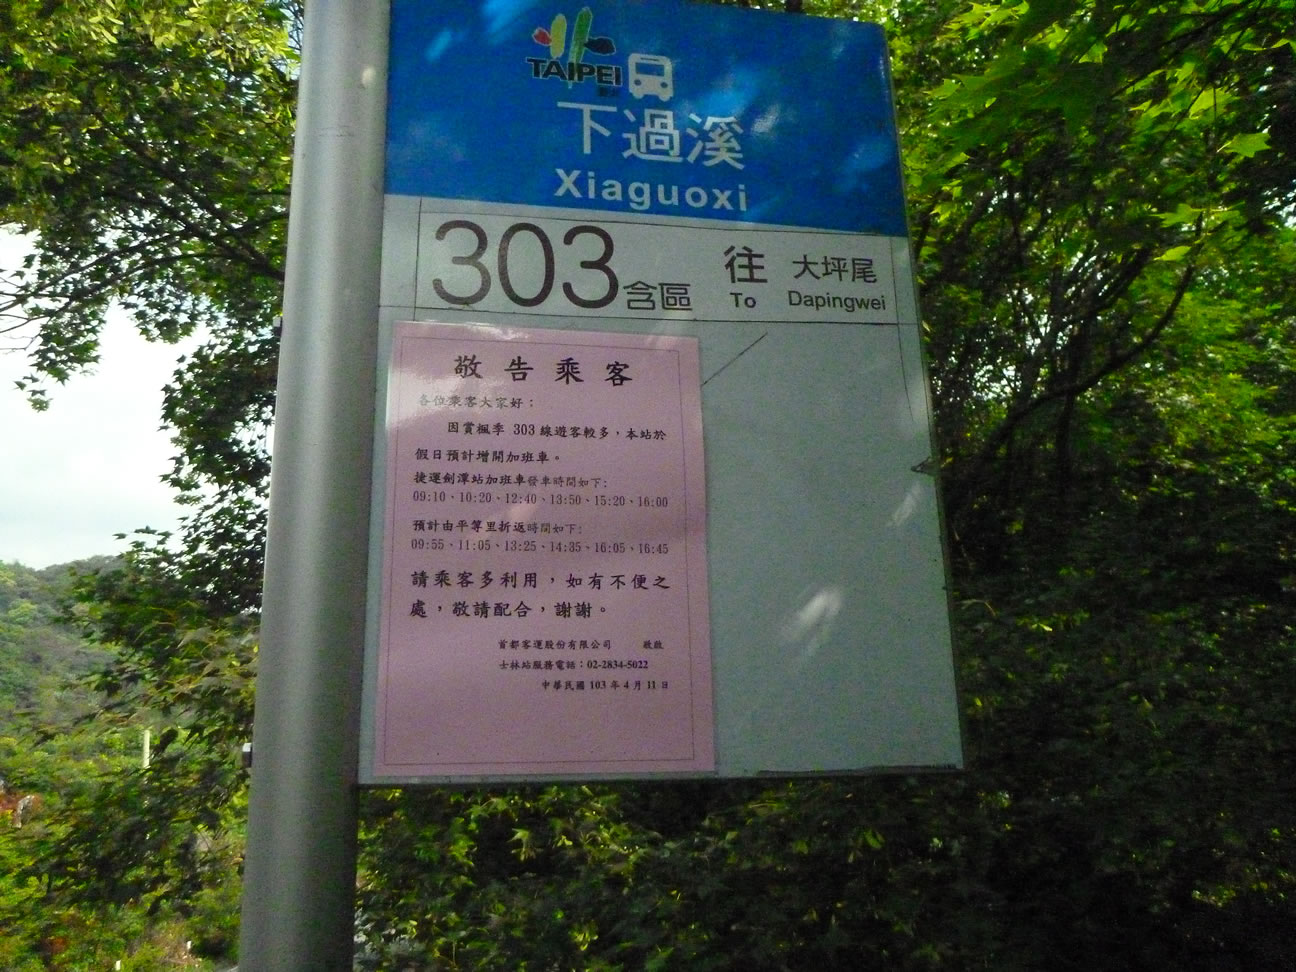 TAIPEI
下過溪
Xiaguoxi
303含區 往 大坪尾
To Dapingwei
敬告乘客
各位乘客大家好：
因賞楓季 303 線遊客較多，本站於
假日預計增開加班車。
捷運劍潭站加班車發車時間如下:
09:10、10:20、12:40、13:50、15:20、16:00
預計由平等里折返時間如下:
09:55、11:05、13:25、14:35、16:05、16:45
請乘客多利用，如有不便之
處，敬請配合，謝謝。
首都客運股份有限公司 敬啟
士林站服務電話：02-2834-5022
中華民國 103 年 4 月 11 日